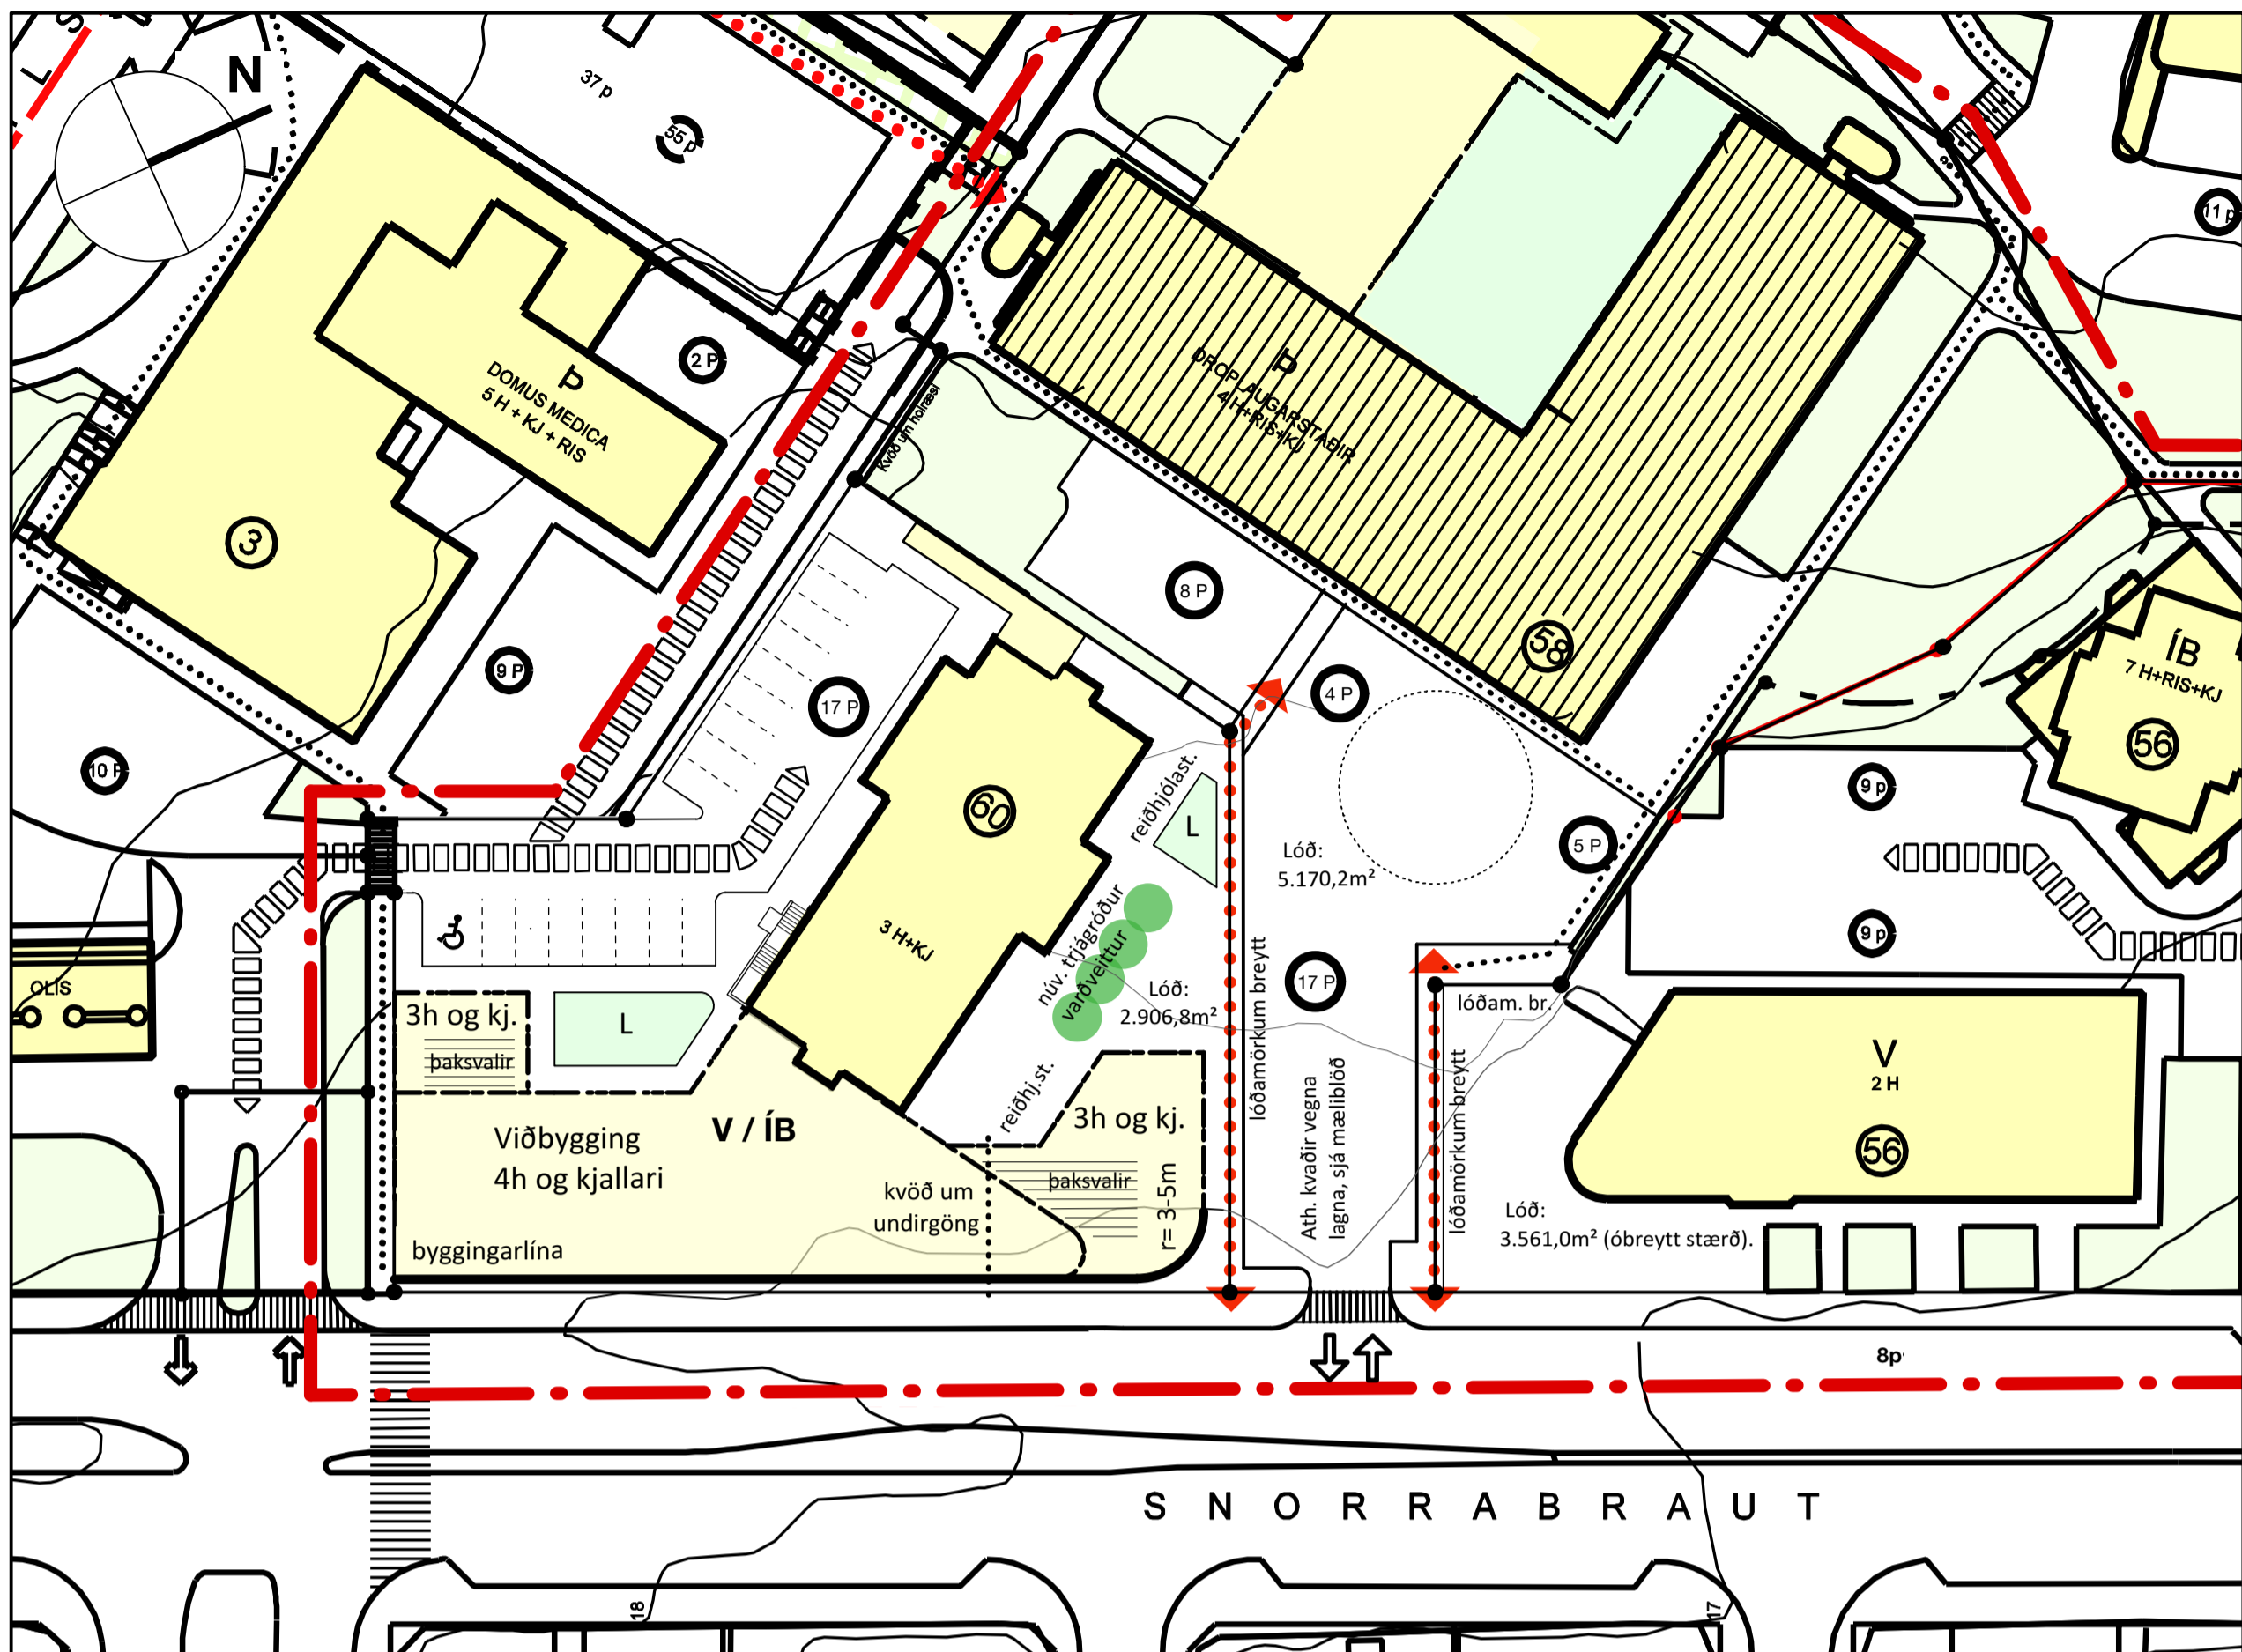 N
37 p
55 p
11 p
Þ
DOMUS MEDICA
5 H + KJ + RIS
2 P
3
Kvöð um holræsi
Þ
DROPLAUGARSTAÐIR
4 H+RIS+KJ
58
8 P
4 P
9 P
17 P
10 P
60
3 H+KJ
reiðhjólast.
L
núv. trjágróður
varðveittur
Lóð:
2.906,8m²
Lóð:
5.170,2m²
5 P
17 P
ÍB
7 H+RIS+KJ
56
9 p
9 p
OLÍS
3h og kj.
þaksvalir
L
reiðhj.st.
3h og kj.
þaksvalir
r= 3-5m
Viðbygging
4h og kjallari
V / ÍB
kvöð um
undirgöng
byggingarlína
lóðamörkum breytt
Ath. kvaðir vegna
lagna, sjá mæliblöð
lóðam. br.
lóðamörkum breytt
V
2 H
56
Lóð:
3.561,0m² (óbreytt stærð).
8p
SNORRABRAUT
18
17